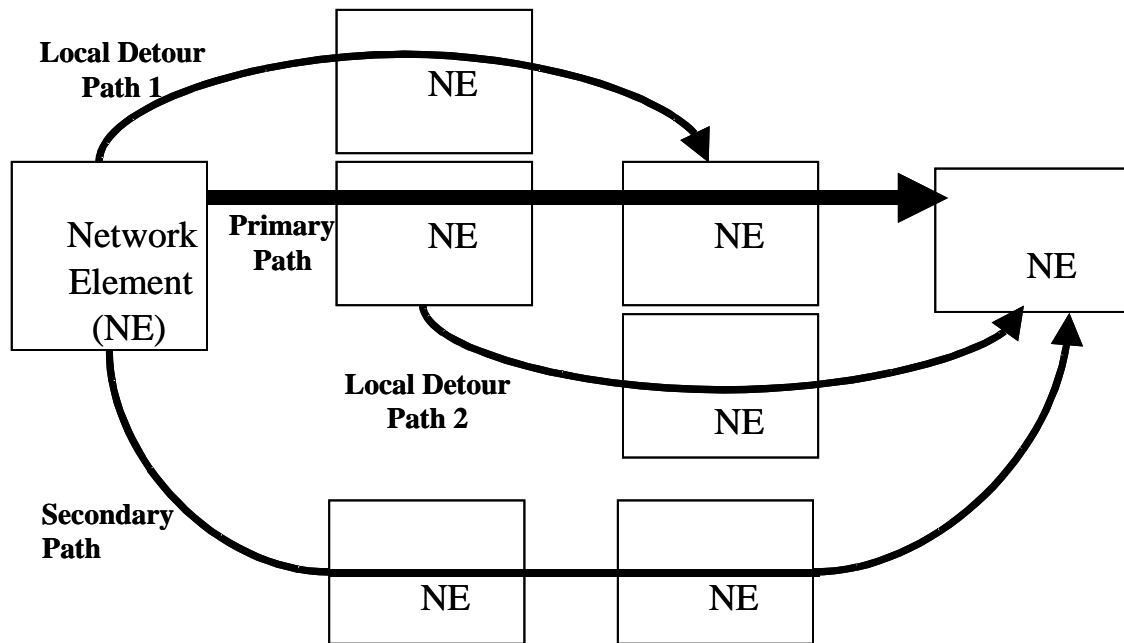 Local Detour
Path 1
NE
Network
Element
(NE)
Primary
Path
NE
NE
NE
Local Detour
Path 2
NE
Secondary
Path
NE
NE